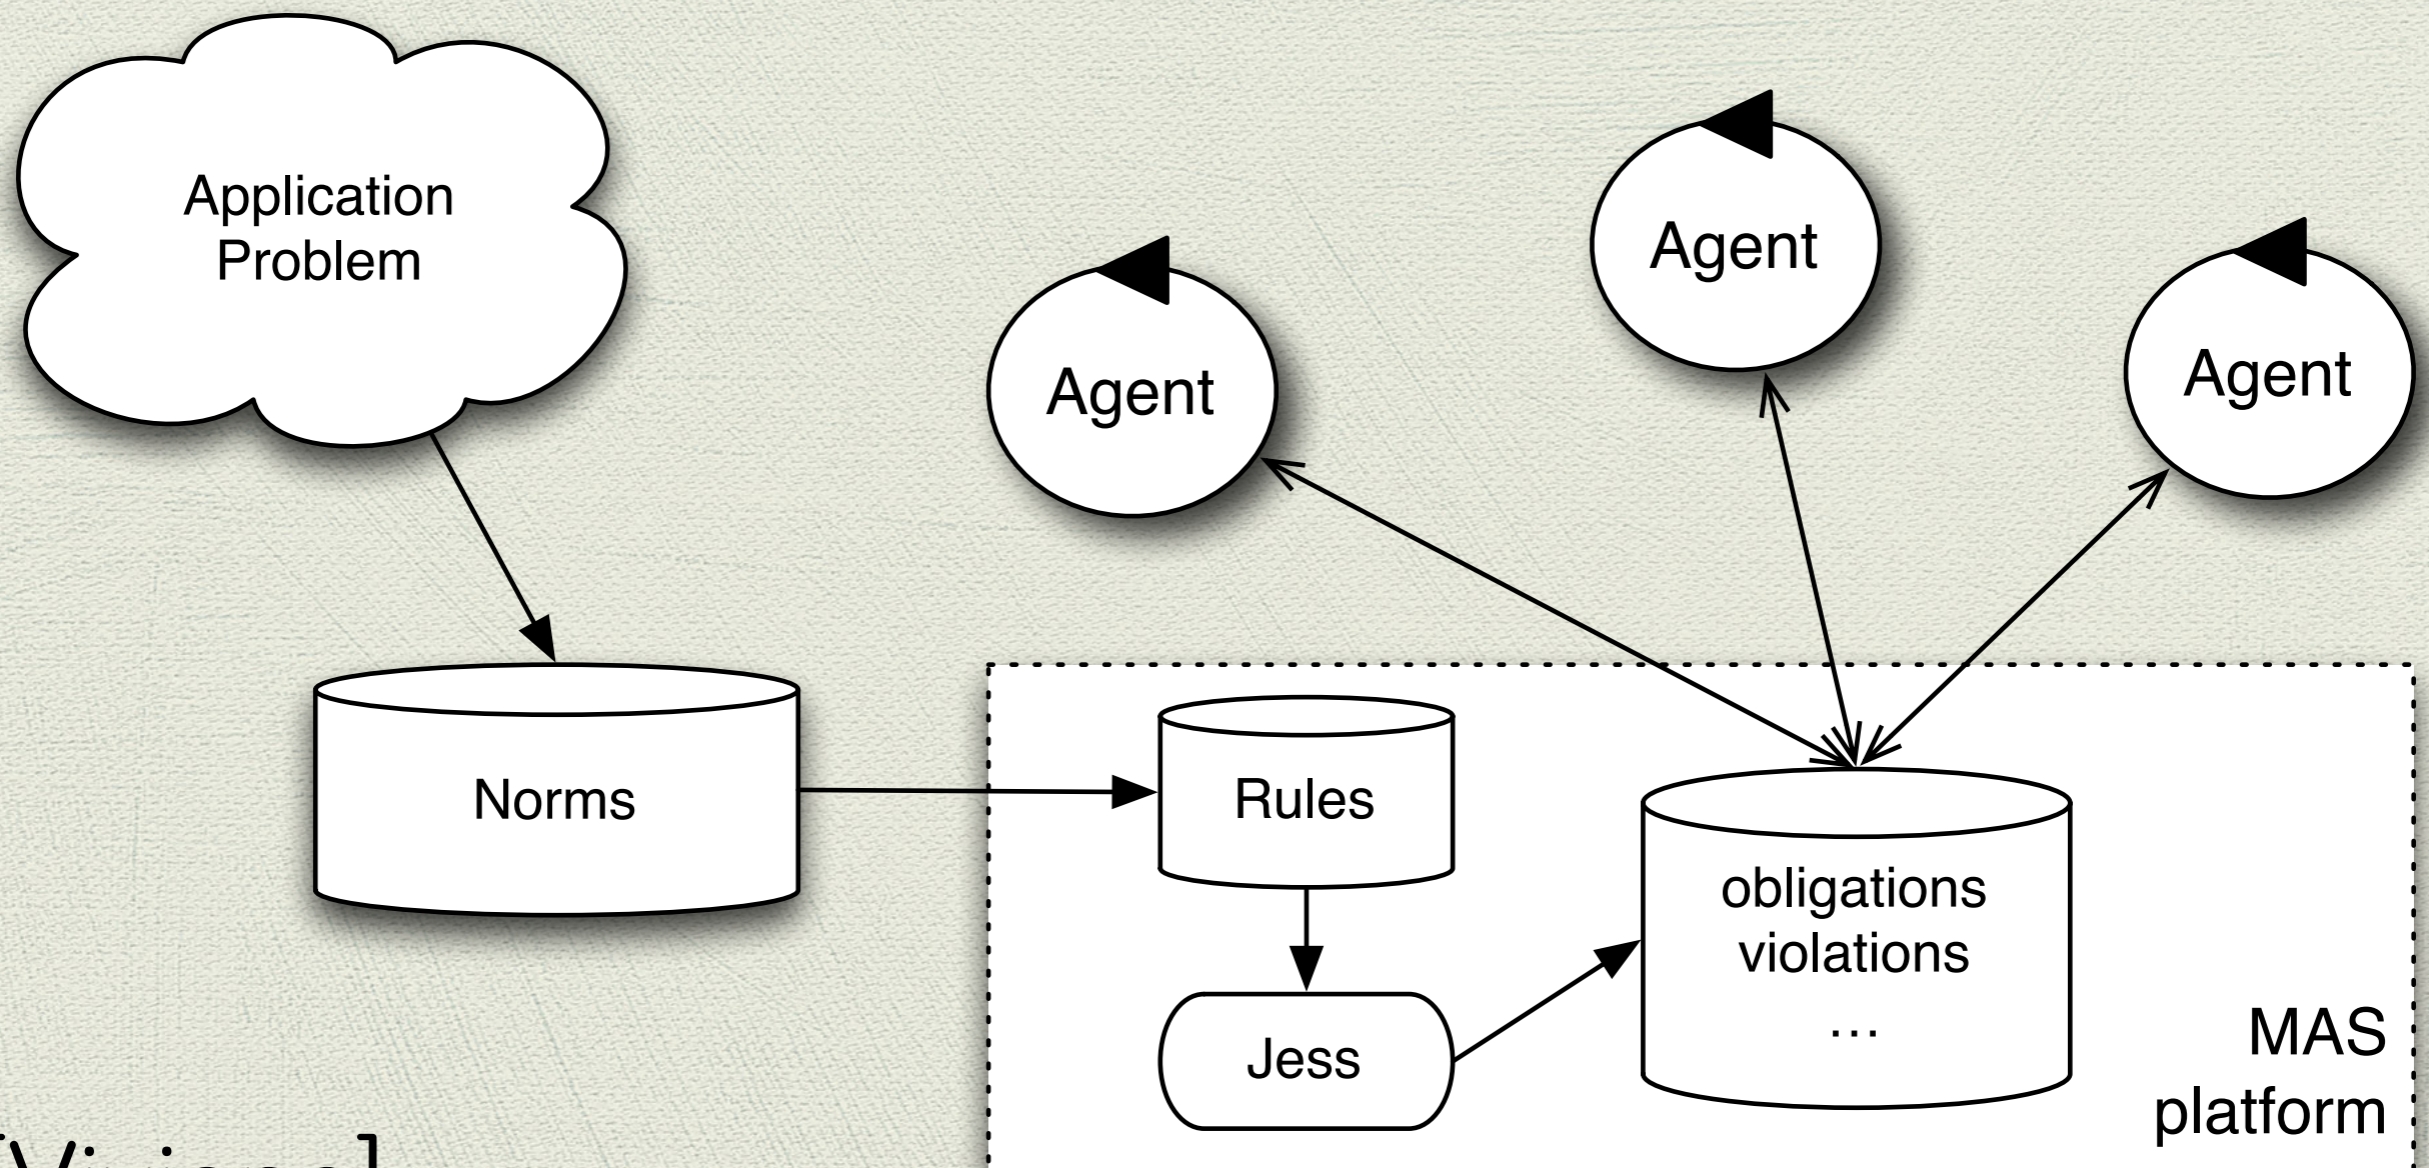 Application
Problem
Agent
Agent
Agent
Norms
Rules
obligations
violations
...
Jess
MAS
platform